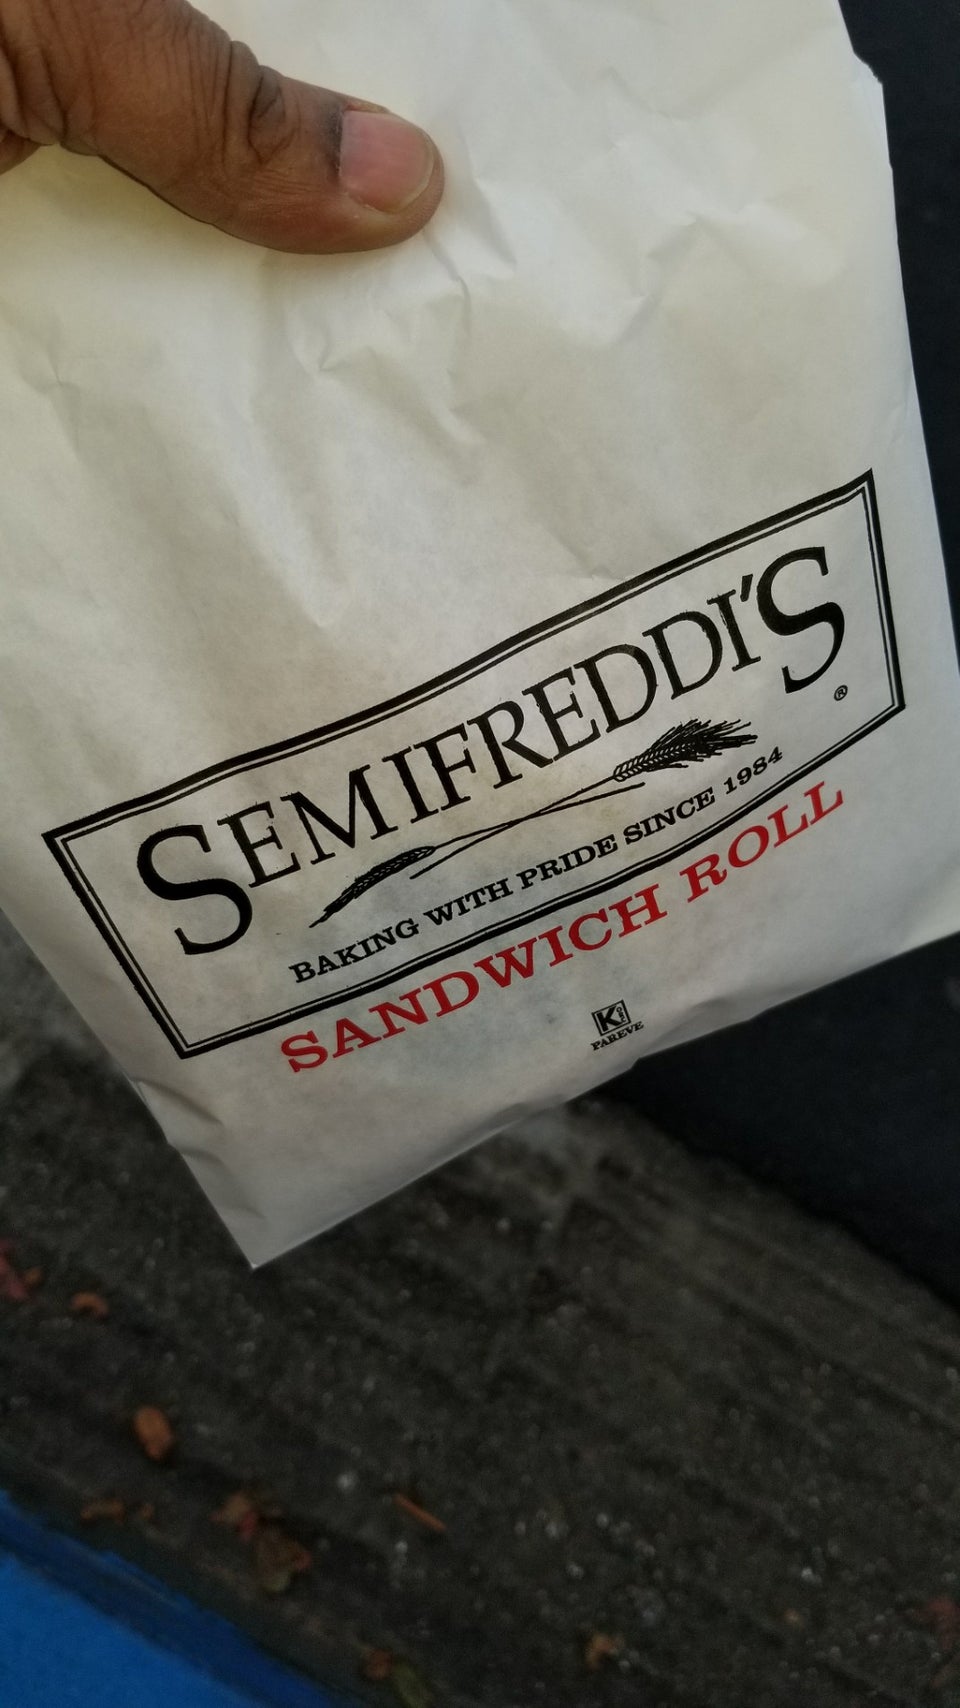 SEMIFREDDI'S®
BAKING WITH PRIDE SINCE 1984
SANDWICH ROLL
K
PAREVE